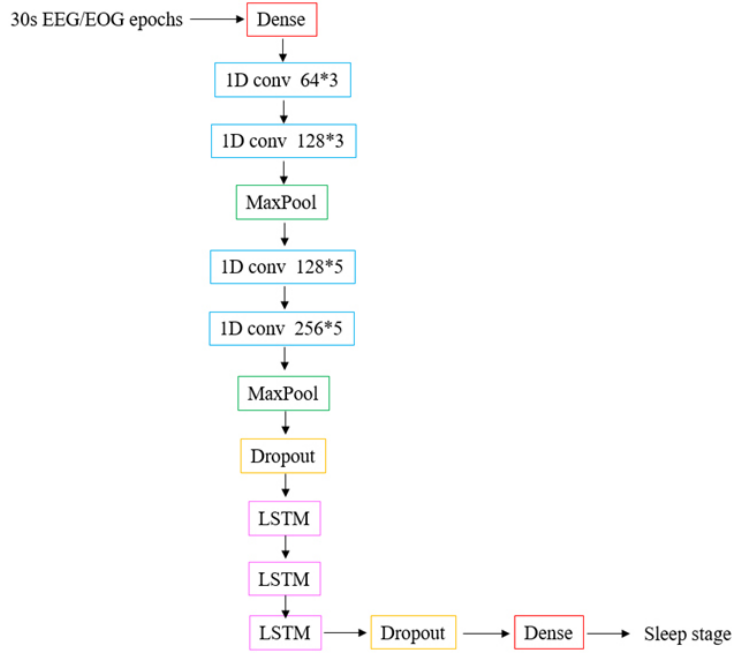 30s EEG/EOG epochs
Dense
1D conv 64*3
1D conv 128*3
MaxPool
1D conv 128*5
1D conv 256*5
MaxPool
Dropout
LSTM
LSTM
LSTM
Dropout
Dense
Sleep stage